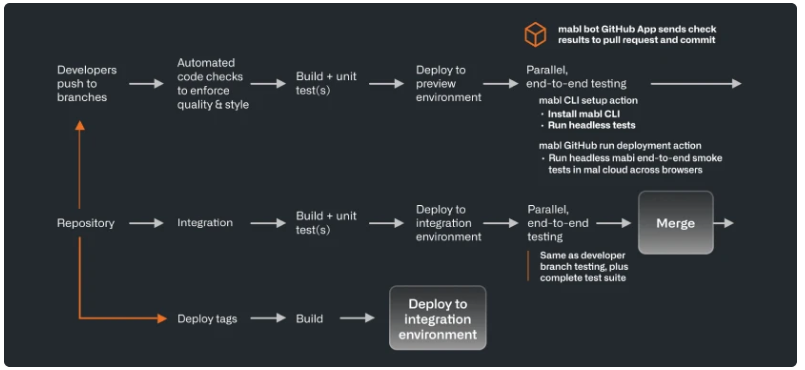 mabl bot GitHub App sends check
results to pull request and commit
Developers
push to
branches
Automated
code checks
to enforce
quality & style
Build + unit
test(s)
Deploy to
preview
environment
Parallel,
end-to-end testing
mabl CLI setup action
• Install mabl CLI
• Run headless tests
mabl GitHub run deployment action
• Run headless mabi end-to-end smoke
tests in mal cloud across browsers
Repository
Integration
Build + unit
test(s)
Deploy to
integration
environment
Parallel,
end-to-end
testing
Same as developer
branch testing, plus
complete test suite
Merge
Deploy tags
Build
Deploy to
integration
environment